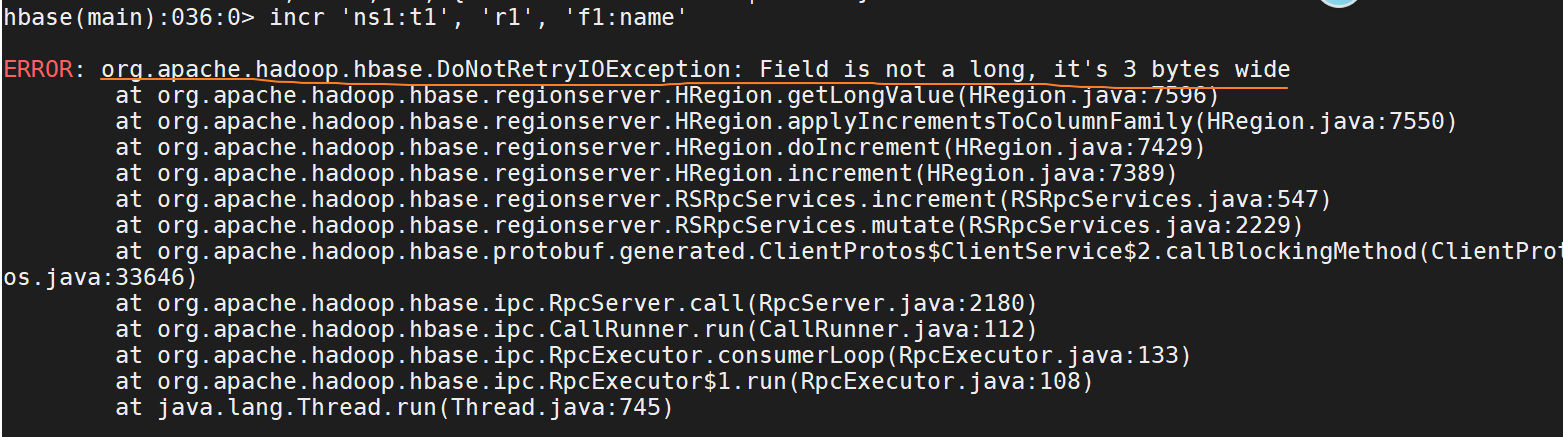 hbase(main):036:0> incr 'ns1:t1', 'r1', 'f1:name'
ERROR: org.apache.hadoop.hbase.DoNotRetryIOException: Field is not a long, it's 3 bytes wide
at org.apache.hadoop.hbase.regionserver.HRegion.getLongValue(HRegion.java:7596)
at org.apache.hadoop.hbase.regionserver.HRegion.applyIncrementsToColumnFamily(HRegion.java:7550)
at org.apache.hadoop.hbase.regionserver.HRegion.doIncrement(HRegion.java:7429)
at org.apache.hadoop.hbase.regionserver.HRegion.increment(HRegion.java:7389)
at org.apache.hadoop.hbase.regionserver.RSRpcServices.increment(RSRpcServices.java:547)
at org.apache.hadoop.hbase.regionserver.RSRpcServices.mutate(RSRpcServices.java:2229)
at org.apache.hadoop.hbase.protobuf.generated.ClientProtos$ClientService$2.callBlockingMethod(ClientProt
os.java:33646)
at org.apache.hadoop.hbase.ipc.RpcServer.call(RpcServer.java:2180)
at org.apache.hadoop.hbase.ipc.CallRunner.run(CallRunner.java:112)
at org.apache.hadoop.hbase.ipc.RpcExecutor.consumerLoop(RpcExecutor.java:133)
at org.apache.hadoop.hbase.ipc.RpcExecutor$1.run(RpcExecutor.java:108)
at java.lang.Thread.run(Thread.java:745)